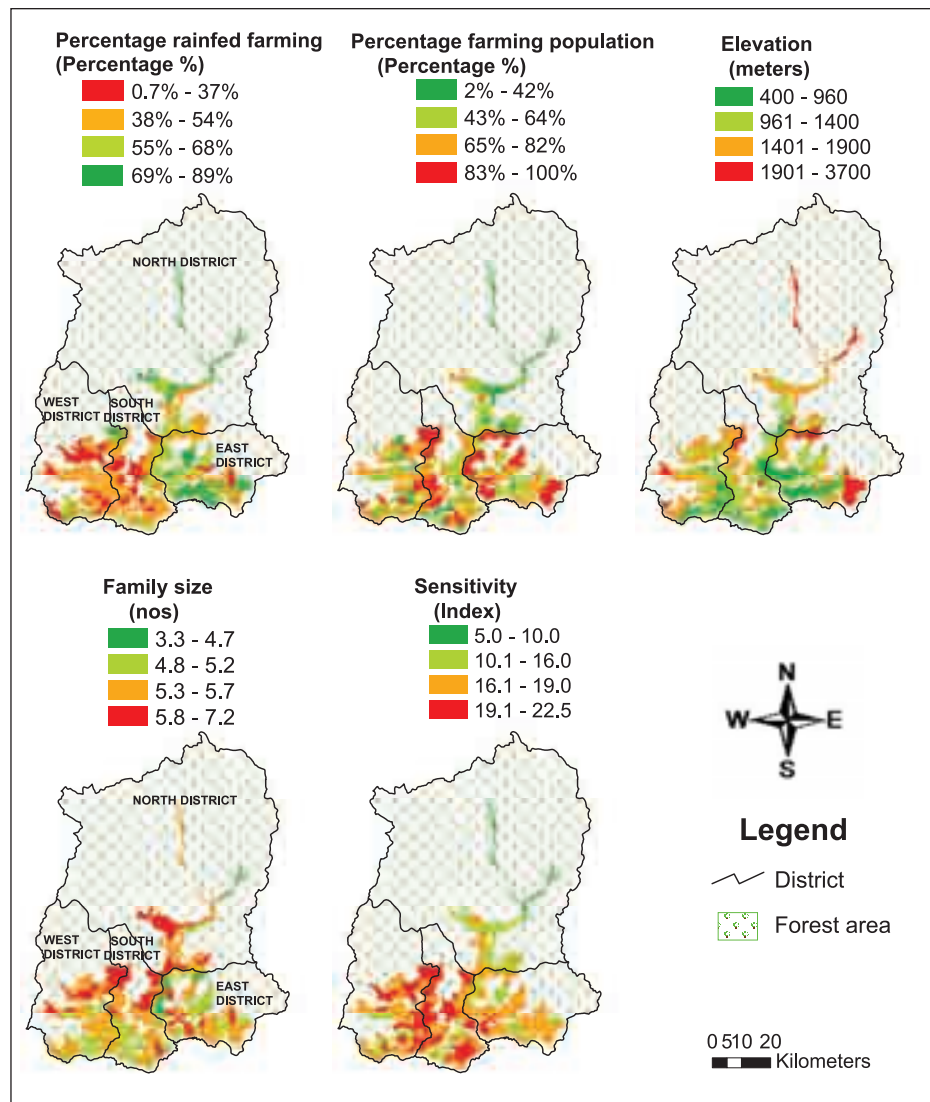 Percentage rainfed farming
(Percentage %)
0.7% - 37%
38% - 54%
55% - 68%
69% - 89%
Percentage farming population
(Percentage %)
2% - 42%
43% - 64%
65% - 82%
83% - 100%
Elevation
(meters)
400 - 960
961 - 1400
1401 - 1900
1901 - 3700
NORTH DISTRICT
WEST
DISTRICT
SOUTH
DISTRICT
EAST
DISTRICT
Family size
(nos)
3.3 - 4.7
4.8 - 5.2
5.3 - 5.7
5.8 - 7.2
Sensitivity
(Index)
5.0 - 10.0
10.1 - 16.0
16.1 - 19.0
19.1 - 22.5
NORTH DISTRICT
WEST
DISTRICT
SOUTH
DISTRICT
EAST
DISTRICT
N
W
E
S
Legend
District
Forest area
0 510 20
Kilometers